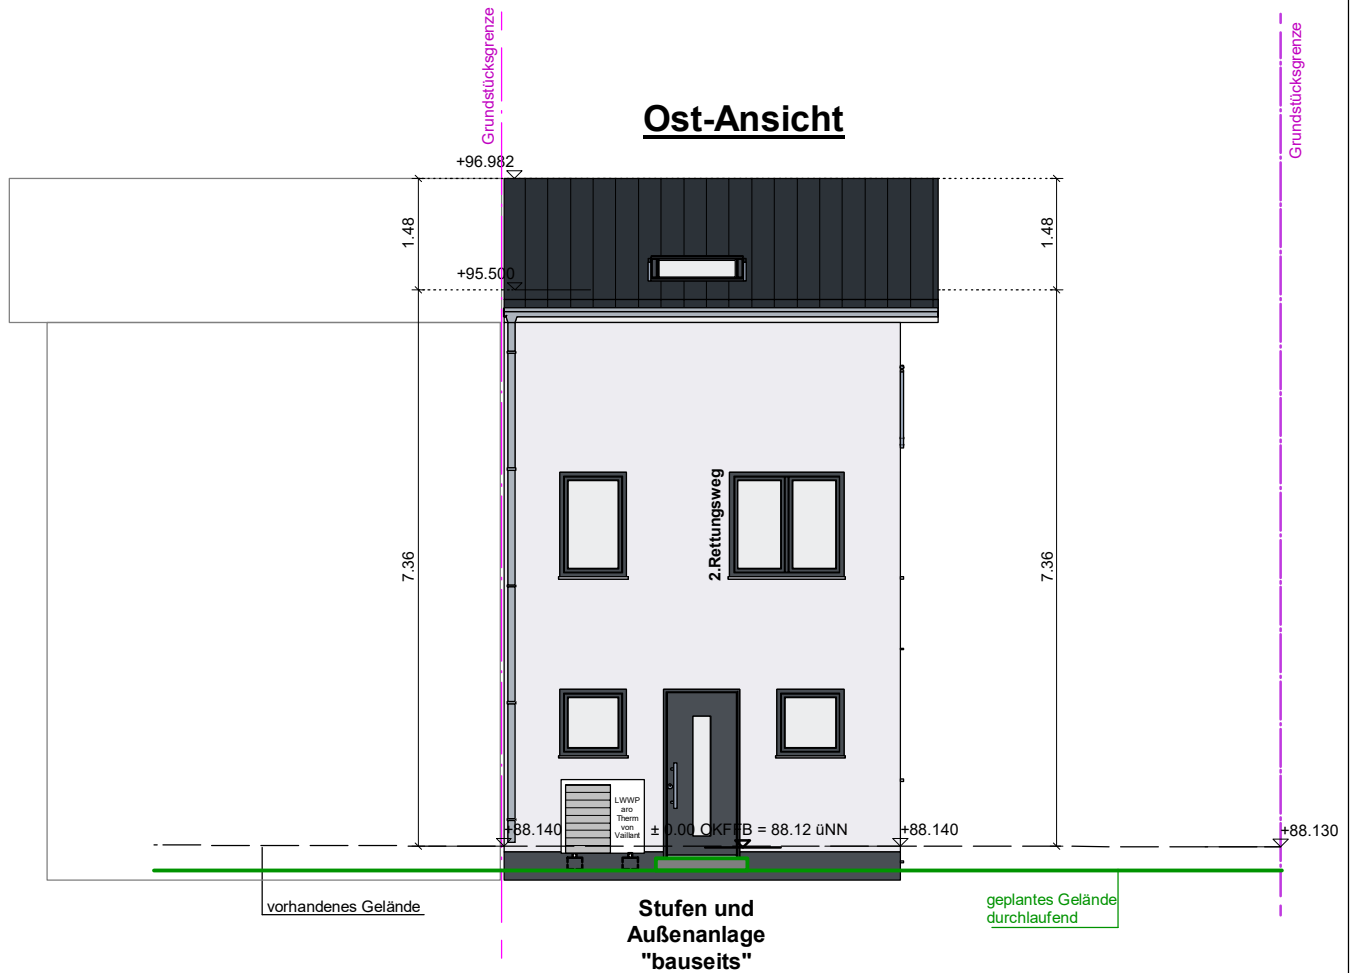 Grundstücksgrenze
Grundstücksgrenze
Ost-Ansicht
+96.982
1.48
1.48
+95.500
2.Rettungsweg
7.36
7.36
LWWP
aro
Therm
von
Vaillant
+88.140
± 0.00 OKFFB = 88.12 üNN
+88.140
+88.130
vorhandenes Gelände
geplantes Gelände
durchlaufend
Stufen und
Außenanlage
"bauseits"